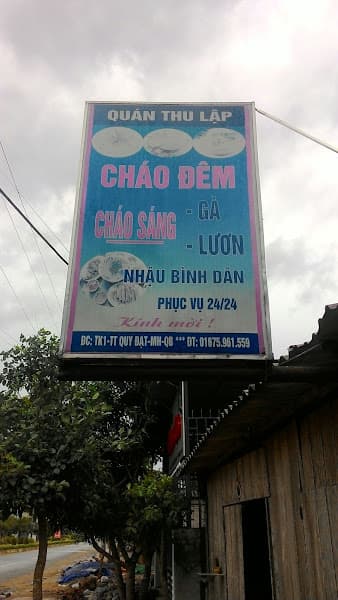 QUÁN THU LẬP
CHÁO ĐÊM
CHÁO SÁNG
- GÀ
- LƯƠN
NHẬU BÌNH DÂN
PHỤC VỤ 24/24
Kính mời !
ĐC: TK1-TT QUY ĐẠT-MH-QB *** ĐT: 01675.961.559